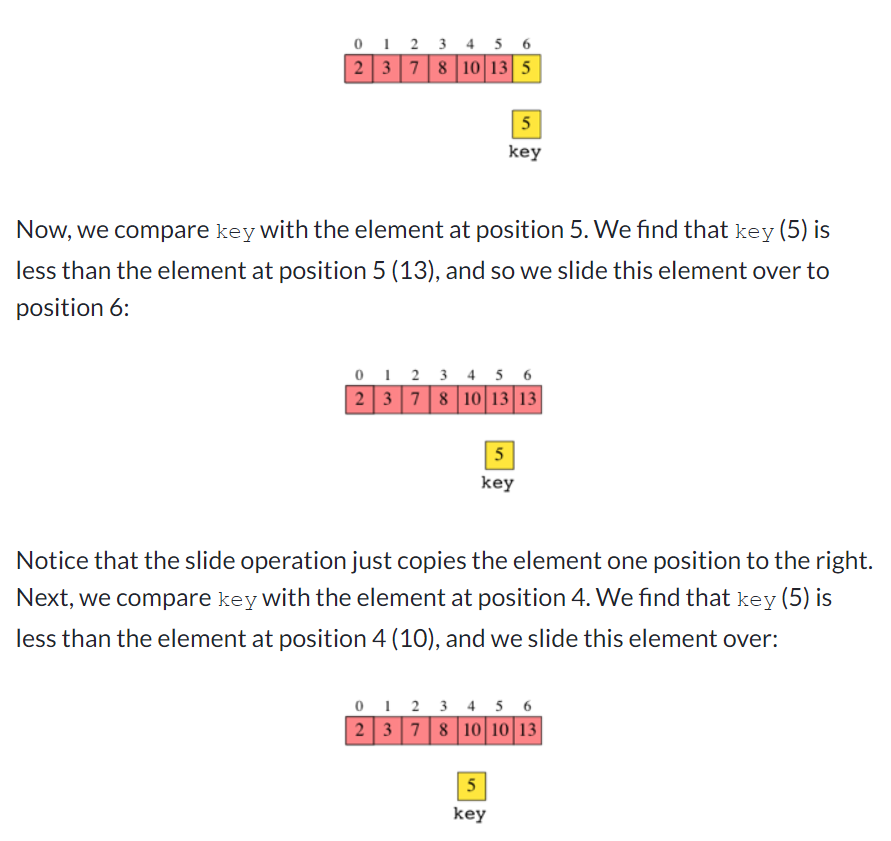 0 1 2 3 4 5 6
2 3 7 8 10 13 5
5
key
Now, we compare key with the element at position 5. We find that key (5) is
less than the element at position 5 (13), and so we slide this element over to
position 6:
0 1 2 3 4 5 6
2 3 7 8 10 13 13
5
key
Notice that the slide operation just copies the element one position to the right.
Next, we compare key with the element at position 4. We find that key (5) is
less than the element at position 4 (10), and we slide this element over:
0 1 2 3 4 5 6
2 3 7 8 10 10 13
5
key